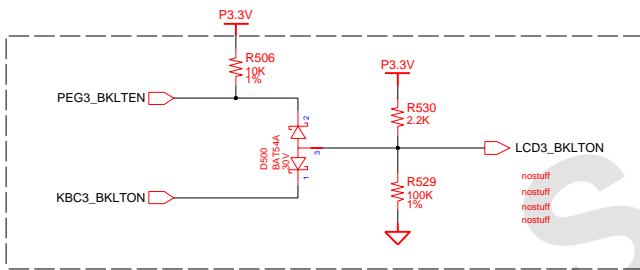 P3.3V
R506
10K
1%
P3.3V
PEG3_BKLTEN
R530
2.2K
2
D500
BAT54A
30V
3
LCD3_BKLTON
1
R529
100K
1%
KBC3_BKLTON
nostuff
nostuff
nostuff
nostuff
S